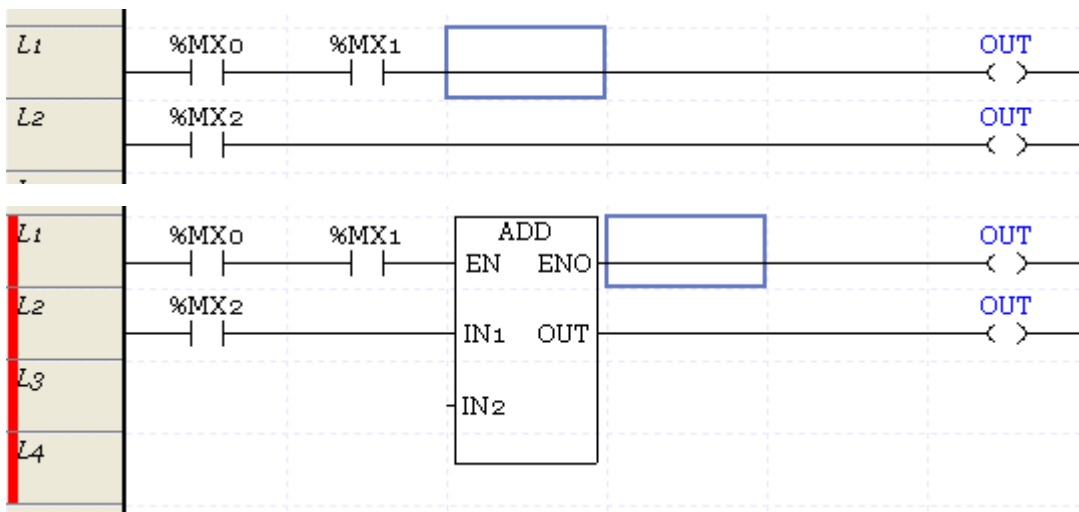 L1 %MX0 %MX1 OUT
L2 %MX2 OUT
L1 %MX0 %MX1 ADD OUT
EN ENO
L2 %MX2 OUT
IN1 OUT
L3
IN2
L4